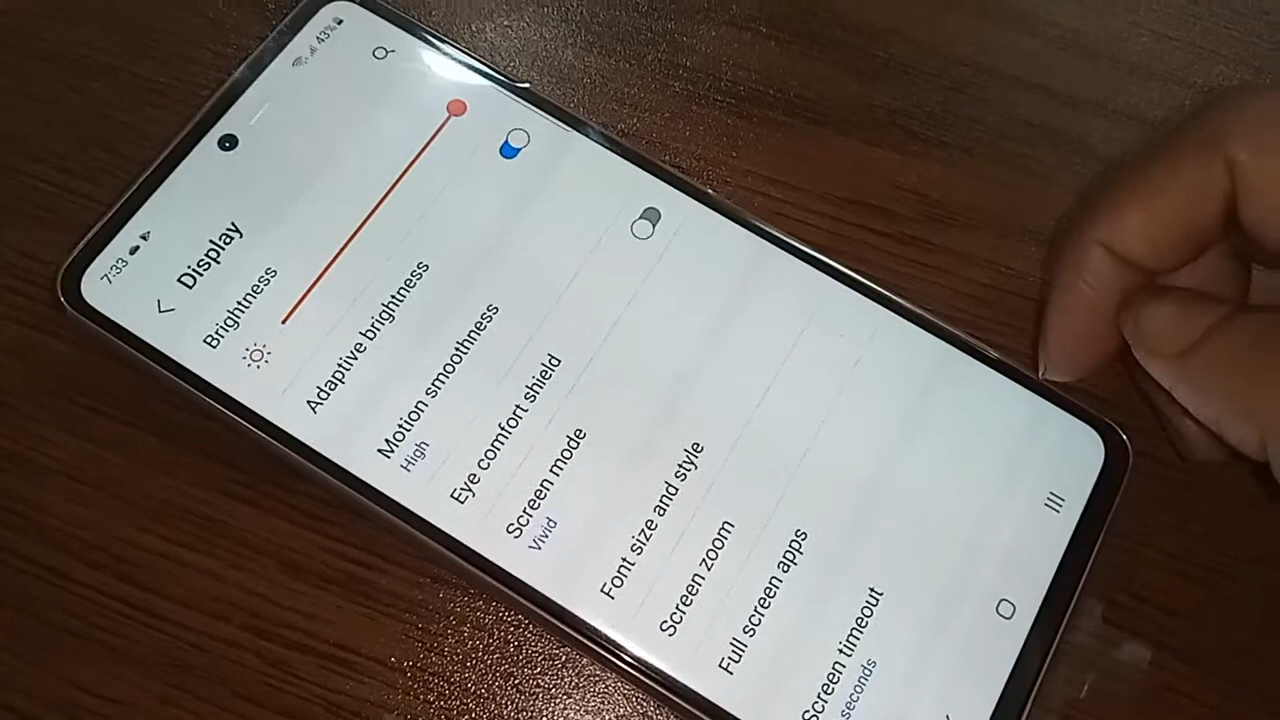 7:33
43%
Display
Brightness
Adaptive brightness
Motion smoothness
High
Eye comfort shield
Screen mode
Vivid
Font size and style
Screen zoom
Full screen apps
Screen timeout
seconds